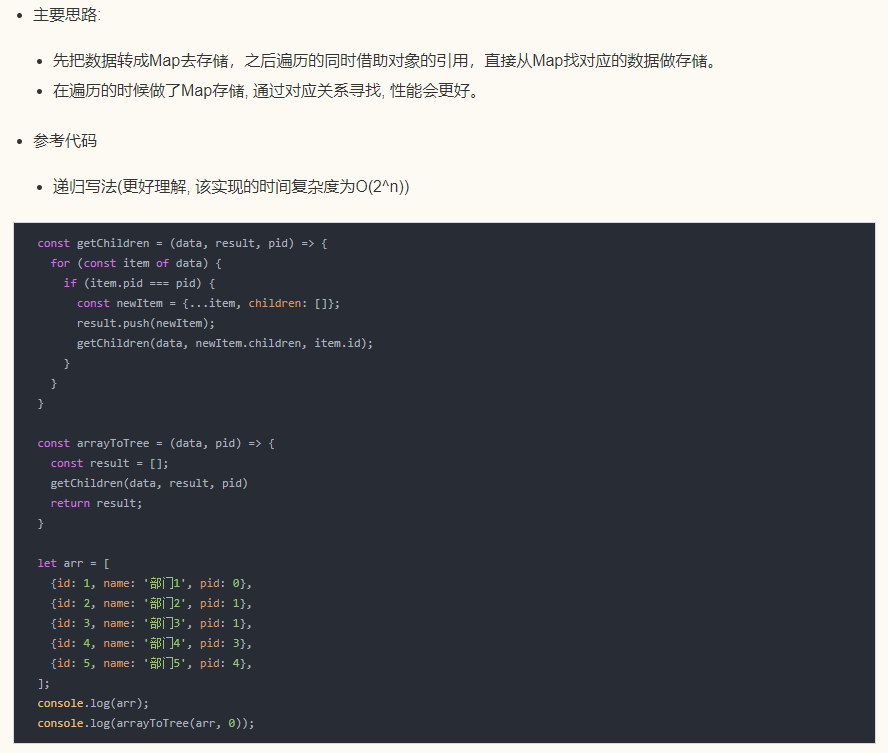 主要思路:
先把数据转成Map去存储，之后遍历的同时借助对象的引用，直接从Map找对应的数据做存储。
在遍历的时候做了Map存储, 通过对应关系寻找, 性能会更好。
参考代码
递归写法(更好理解, 该实现的时间复杂度为O(2^n))
const getChildren = (data, result, pid) => {
  for (const item of data) {
    if (item.pid === pid) {
      const newItem = {...item, children: []};
      result.push(newItem);
      getChildren(data, newItem.children, item.id);
    }
  }
}
const arrayToTree = (data, pid) => {
  const result = [];
  getChildren(data, result, pid)
  return result;
}
let arr = [
  {id: 1, name: '部门1', pid: 0},
  {id: 2, name: '部门2', pid: 1},
  {id: 3, name: '部门3', pid: 1},
  {id: 4, name: '部门4', pid: 3},
  {id: 5, name: '部门5', pid: 4},
];
console.log(arr);
console.log(arrayToTree(arr, 0));